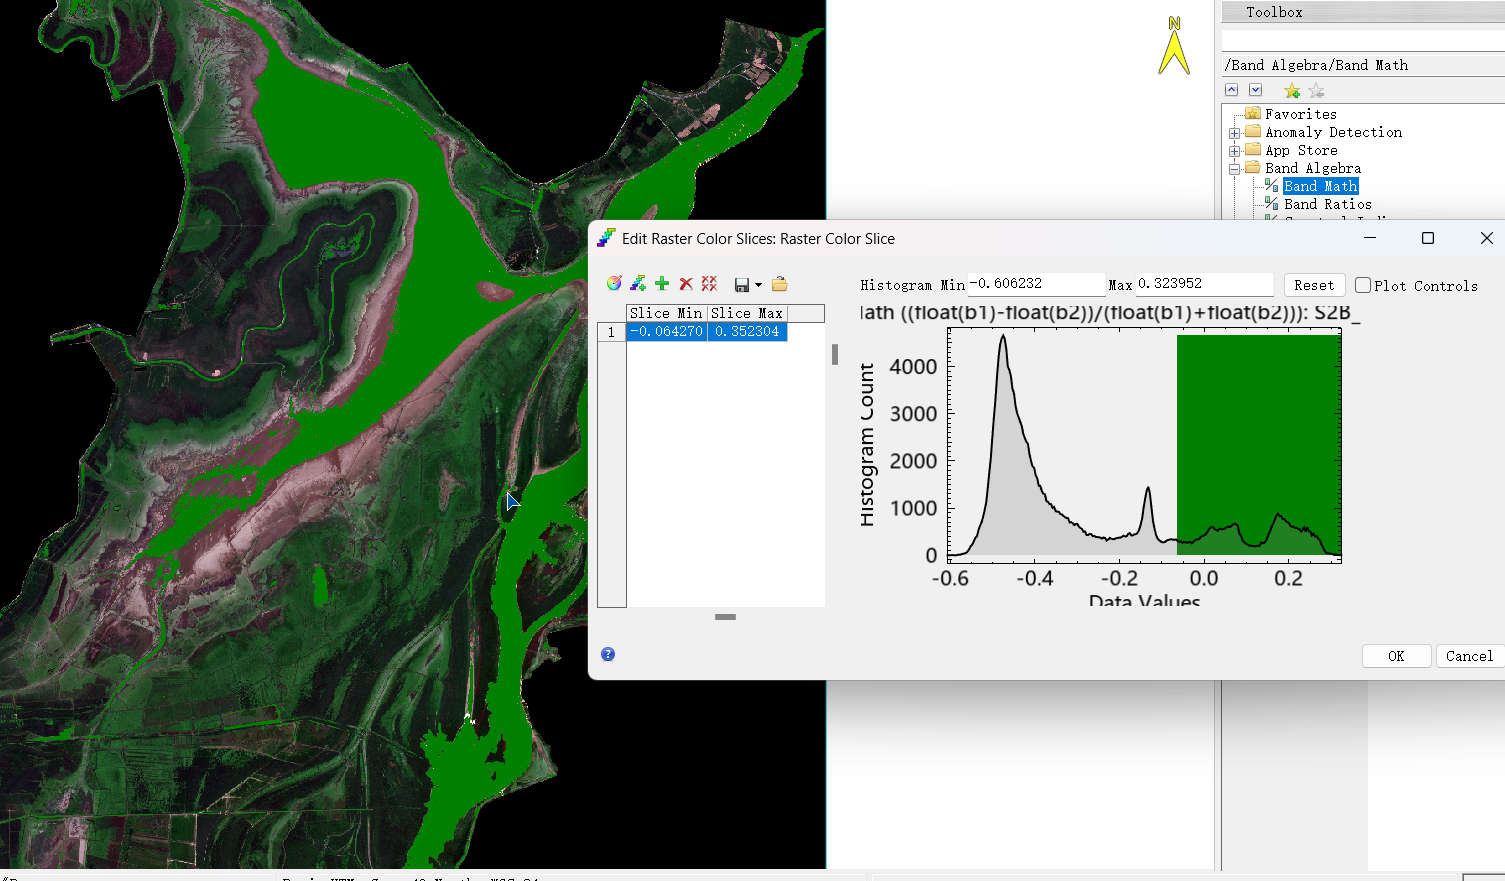 Toolbox
N
/Band Algebra/Band Math
Favorites
Anomaly Detection
App Store
Band Algebra
Band Math
Band Ratios
Edit Raster Color Slices: Raster Color Slice
Histogram Min -0.606232 Max 0.323952 Reset Plot Controls
Slice Min Slice Max
1 -0.064270 0.352304
ath ((float(b1)-float(b2))/(float(b1)+float(b2))): S2B_
Histogram Count
4000
3000
2000
1000
0
-0.6 -0.4 -0.2 0.0 0.2
Data Values
?
OK Cancel